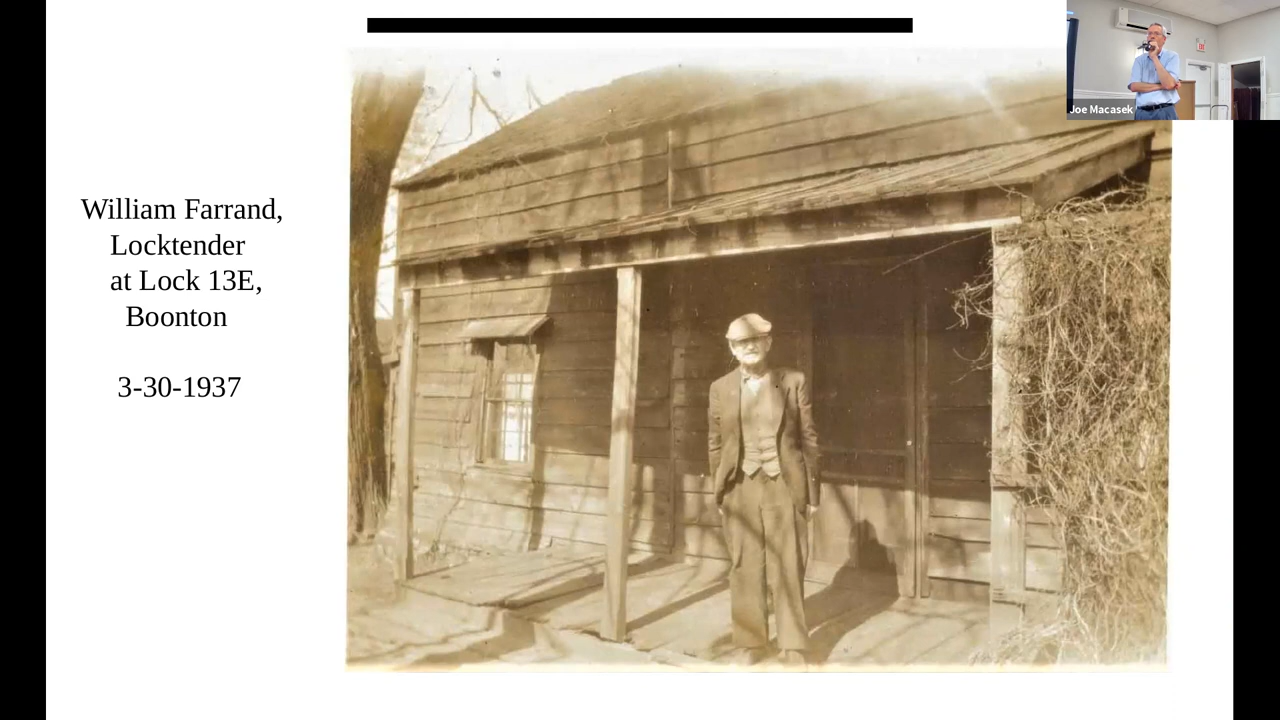 William Farrand,
Locktender
at Lock 13E,
Boonton
3-30-1937
Joe Macasek